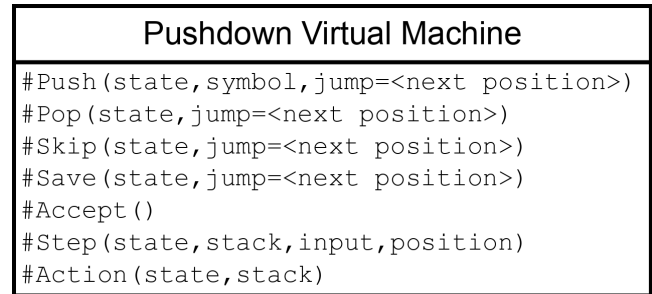 Pushdown Virtual Machine
#Push(state,symbol,jump=<next position>)
#Pop(state,jump=<next position>)
#Skip(state,jump=<next position>)
#Save(state,jump=<next position>)
#Accept()
#Step(state,stack,input,position)
#Action(state,stack)